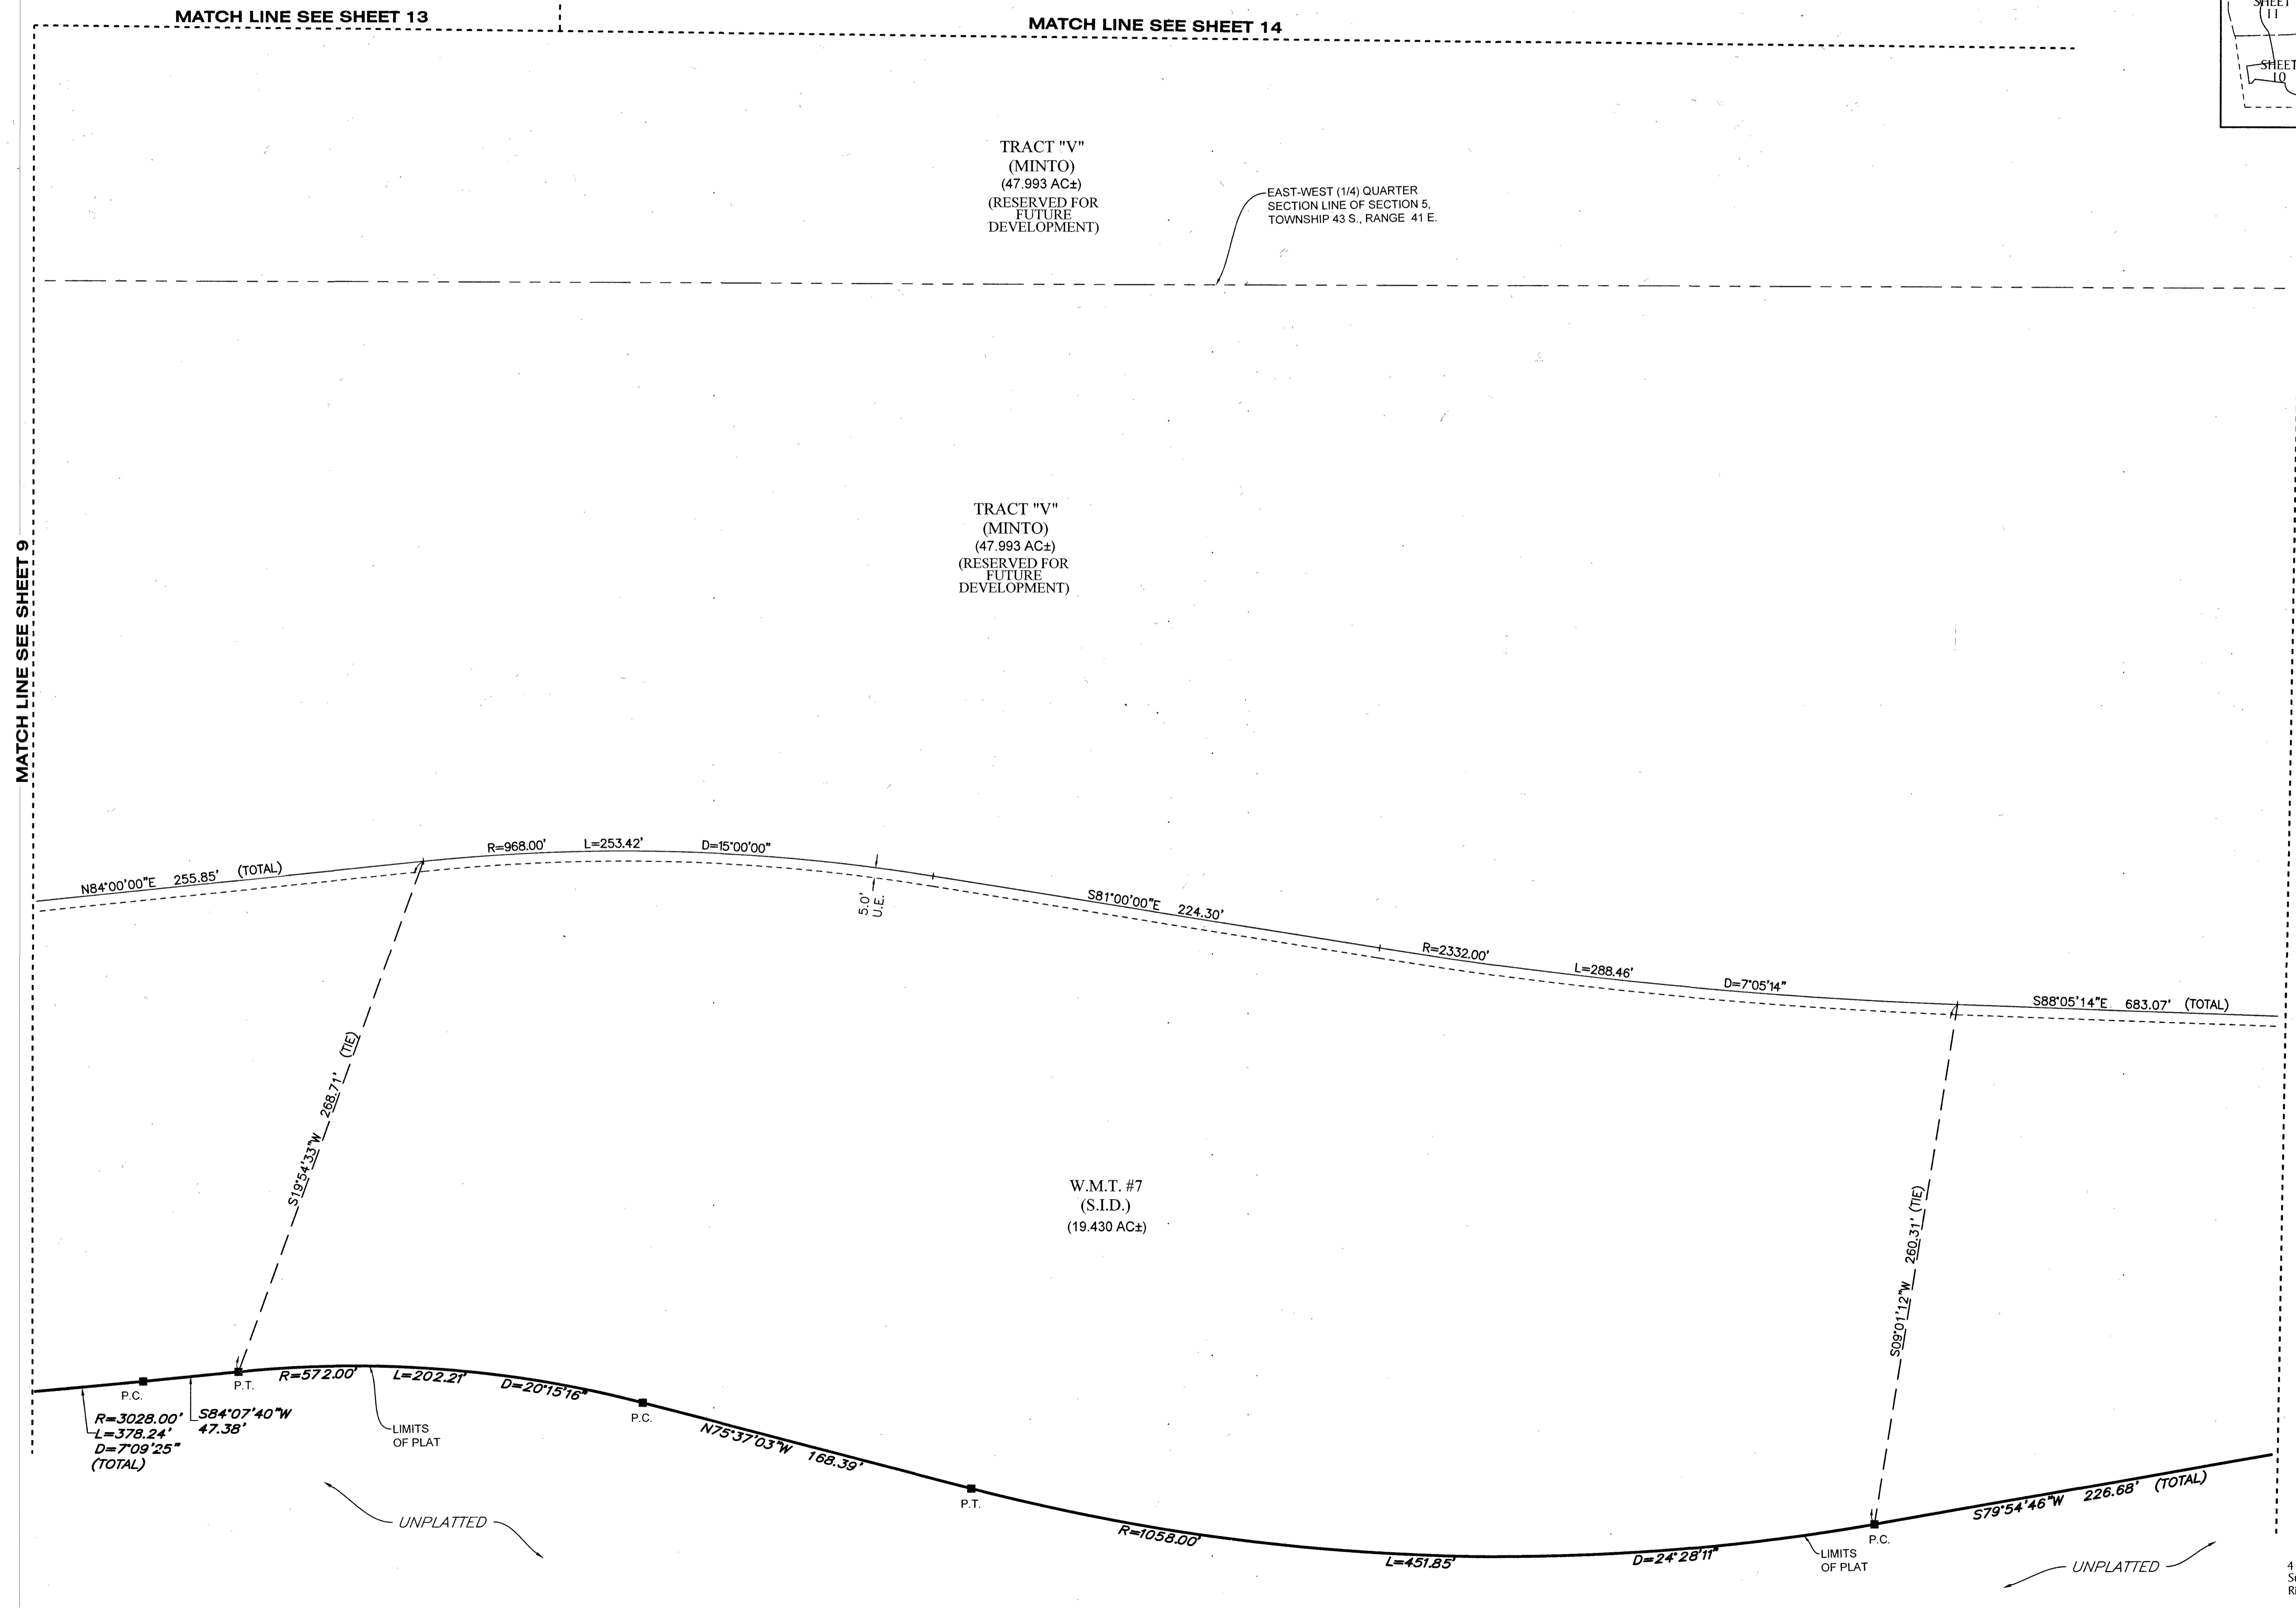 MATCH LINE SEE SHEET 13
MATCH LINE SEE SHEET 14
SHEET
11
SHEET
10
TRACT "V"
(MINTO)
(47.993 AC±)
(RESERVED FOR
FUTURE
DEVELOPMENT)
EAST-WEST (1/4) QUARTER
SECTION LINE OF SECTION 5,
TOWNSHIP 43 S., RANGE 41 E.
MATCH LINE SEE SHEET 9
TRACT "V"
(MINTO)
(47.993 AC±)
(RESERVED FOR
FUTURE
DEVELOPMENT)
N84°00'00"E 255.85' (TOTAL)
R=968.00' L=253.42' D=15°00'00"
5.0'
U.E.
S81°00'00"E 224.30'
R=2332.00' L=288.46' D=7°05'14"
S88°05'14"E 683.07' (TOTAL)
S19°54'33"W 268.71' (TIE)
S09°01'12"W 260.31' (TIE)
W.M.T. #7
(S.I.D.)
(19.430 AC±)
P.C.
P.T.
R=3028.00'
L=378.24'
D=7°09'25"
(TOTAL)
S84°07'40"W
47.38'
R=572.00' L=202.21' D=20°15'16"
LIMITS
OF PLAT
P.C.
N75°37'03"W 168.39'
P.T.
UNPLATTED
R=1058.00' L=451.85' D=24°28'11"
P.C.
LIMITS
OF PLAT
S79°54'46"W 226.68' (TOTAL)
UNPLATTED
4